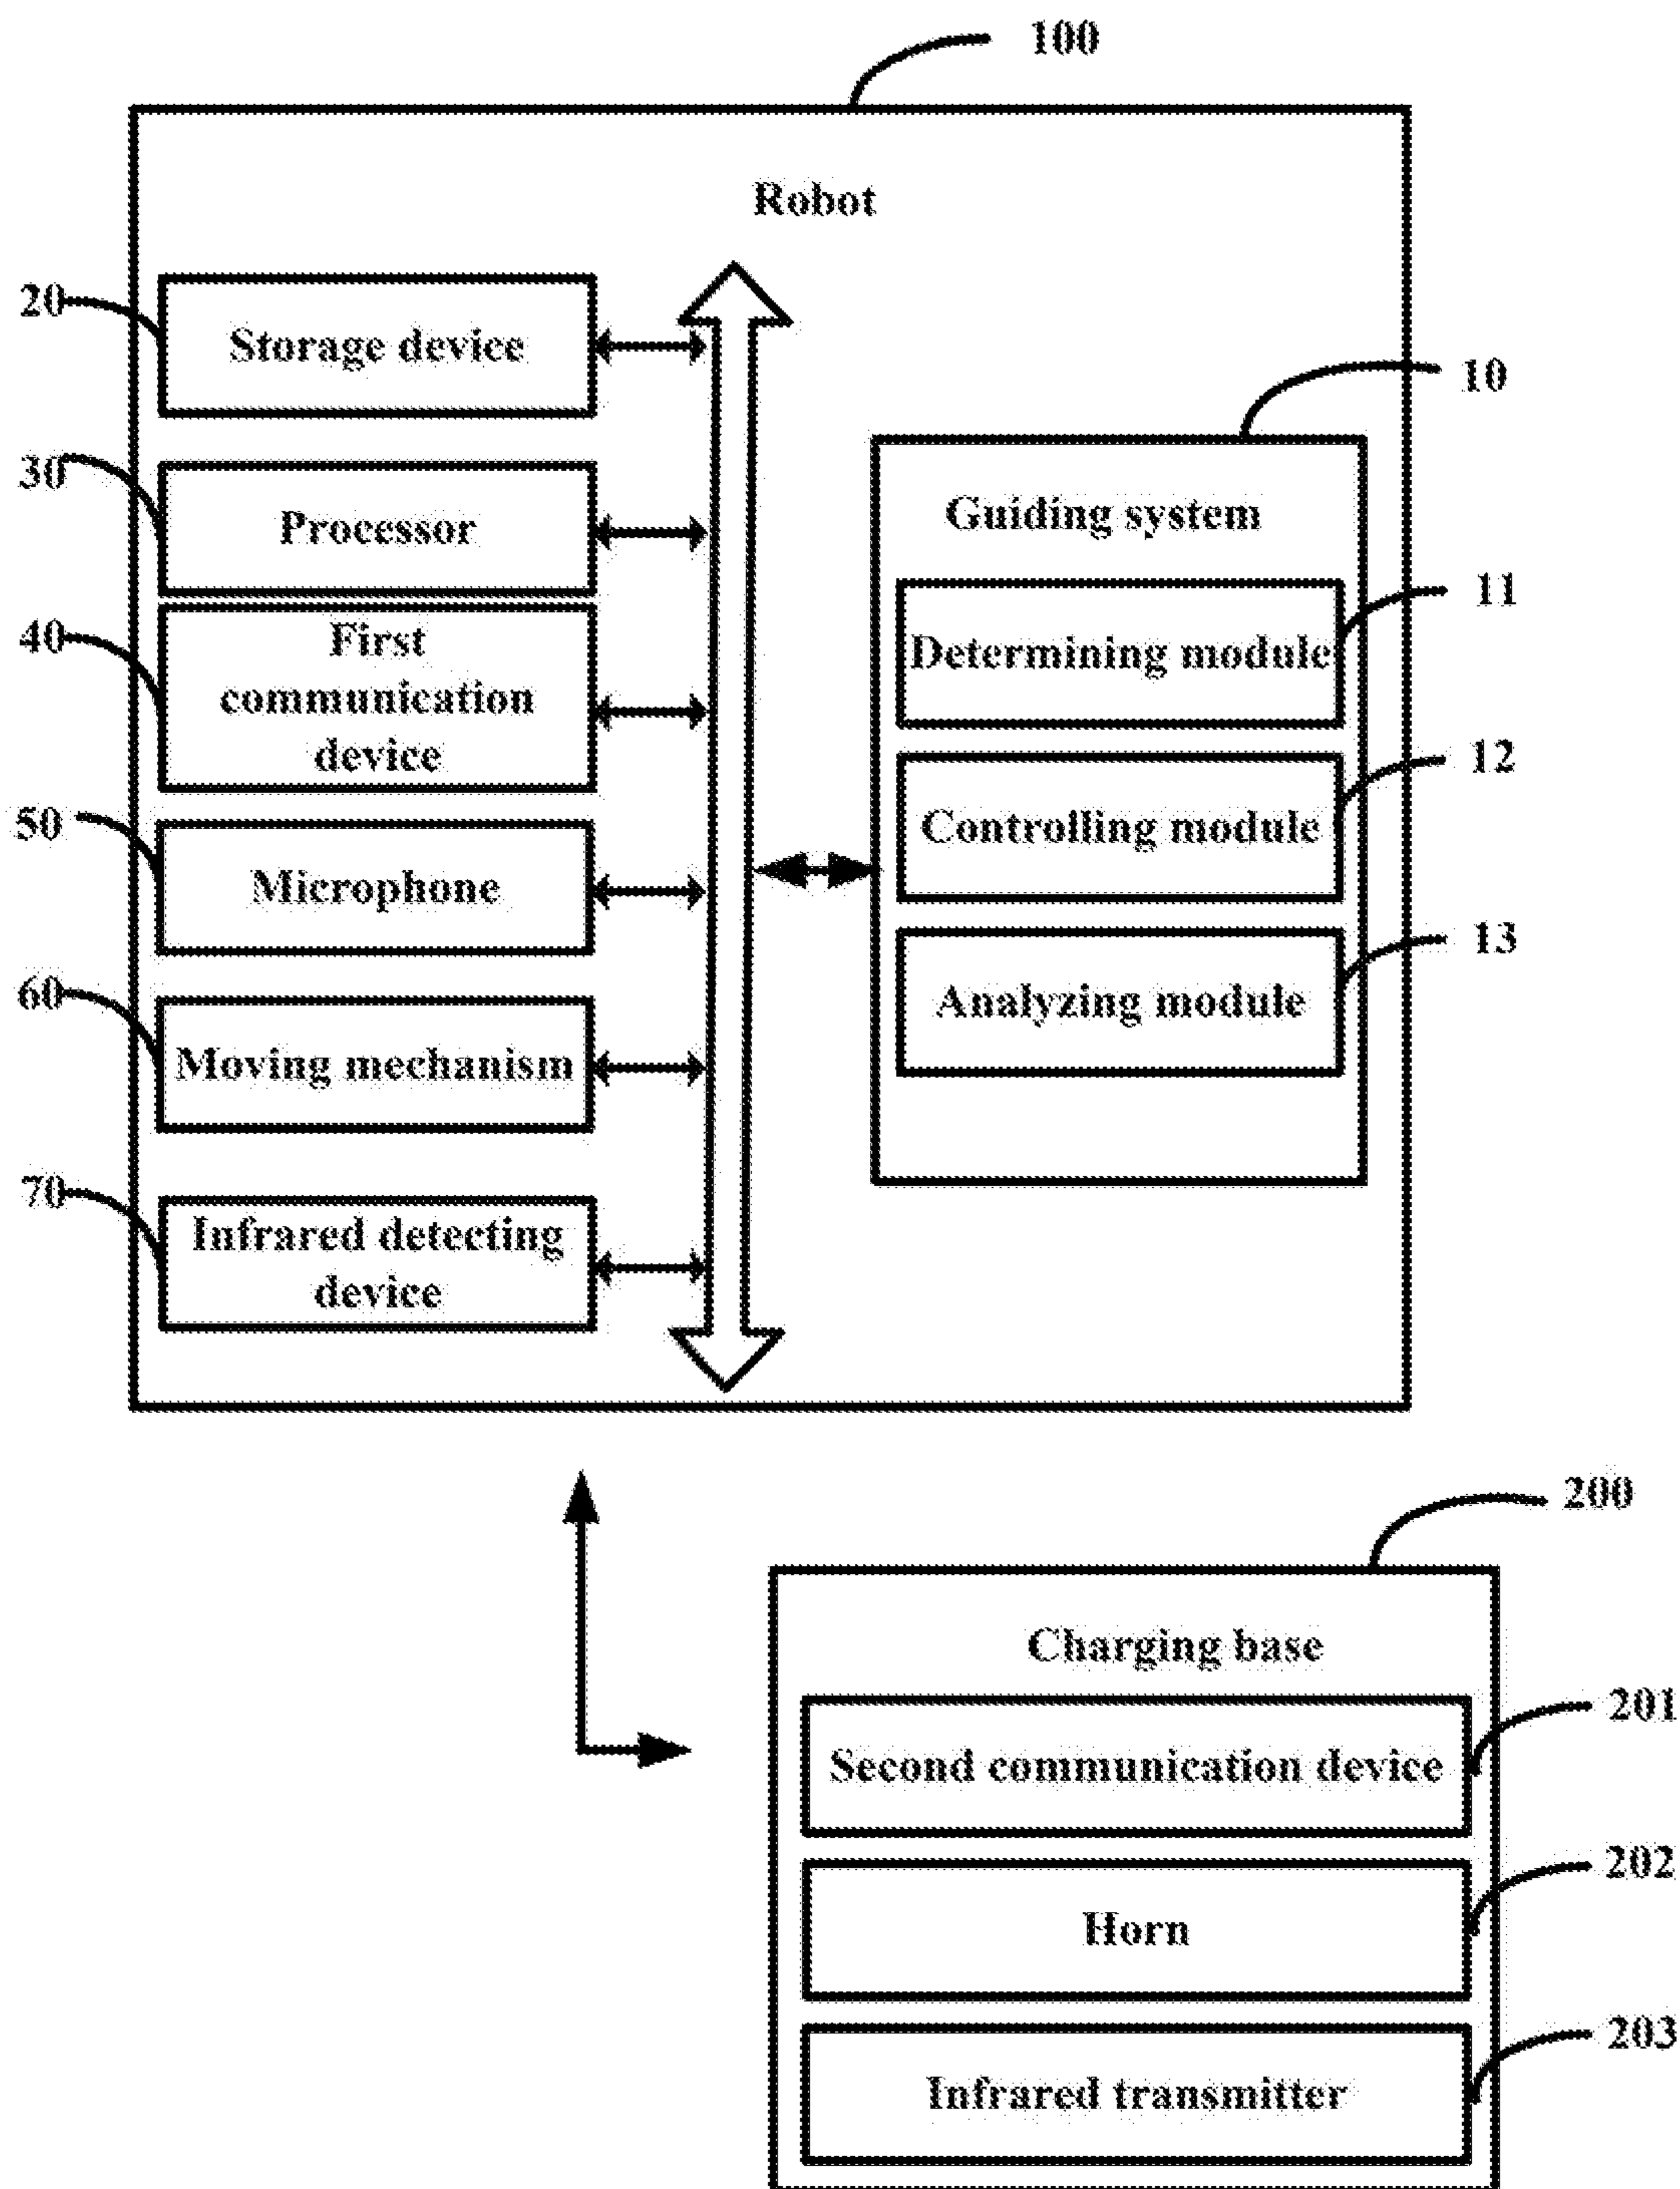 100
Robot
20
Storage device
30
Processor
40
First
communication
device
50
Microphone
60
Moving mechanism
70
Infrared detecting
device
10
Guiding system
11
Determining module
12
Controlling module
13
Analyzing module
200
Charging base
201
Second communication device
202
Horn
203
Infrared transmitter